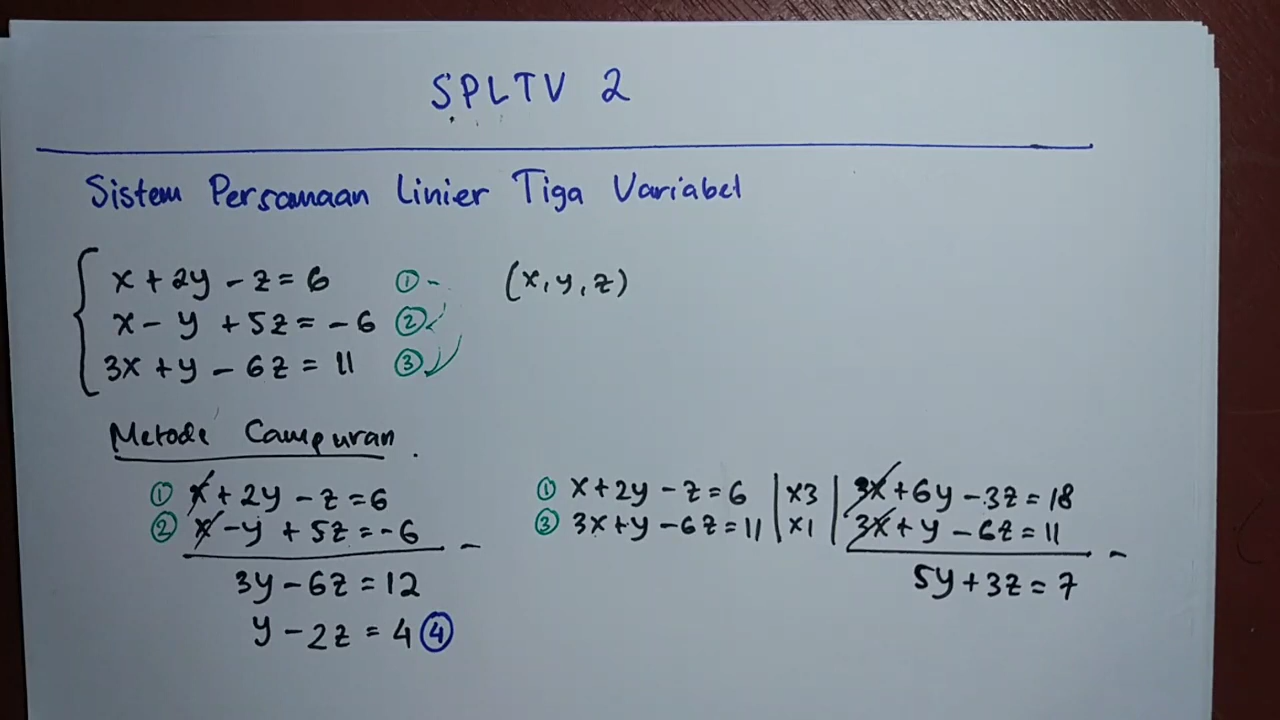 SPLTV 2
Sistem Persamaan Linier Tiga Variabel
x + 2y - z = 6 ① (x, y, z)
x - y + 5z = -6 ②
3x + y - 6z = 11 ③
Metode Campuran
① x + 2y - z = 6
② x - y + 5z = -6 -
3y - 6z = 12
y - 2z = 4 ④
① x + 2y - z = 6 | x3 | 3x + 6y - 3z = 18
③ 3x + y - 6z = 11 | x1 | 3x + y - 6z = 11 -
5y + 3z = 7